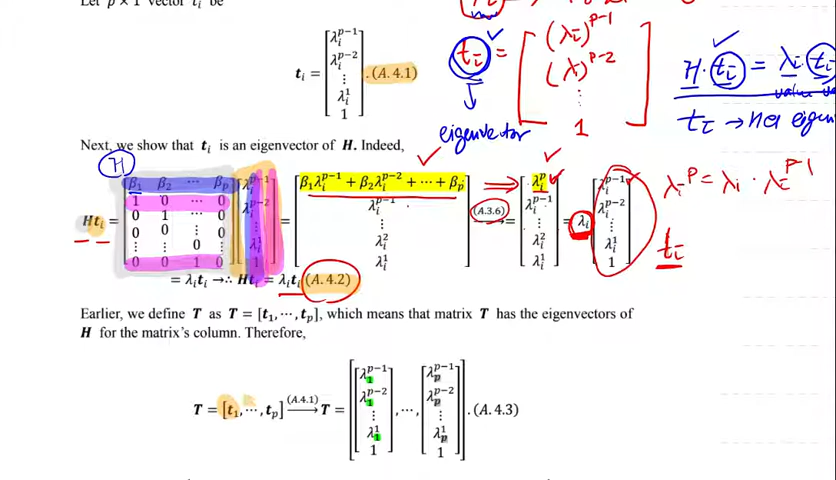 Let p × 1 vector t_i be
t_i = [λ_i^{p-1} λ_i^{p-2} ⋮ λ_i^1 1] . (A. 4.1)
t_i = [(λ_i)^{p-1} (λ)^{p-2} ⋮ 1]
eigenvector
H · t_i = λ_i · t_i
value
t_i → H of eigen
Next, we show that t_i is an eigenvector of H. Indeed,
H
Ht_i = [β_1 β_2 ⋯ β_p 1 0 ⋯ 0 0 1 ⋯ 0 0 0 ⋮ 0 ⋮ ⋮ 0 ⋮ 0 0 1 0] [λ_i^{p-1} λ_i^{p-2} ⋮ λ_i^1 1] = [β_1λ_i^{p-1} + β_2λ_i^{p-2} + ⋯ + β_p λ_i^{p-1} ⋮ λ_i^2 λ_i^1] (A.3.6) = [λ_i^p λ_i^{p-1} ⋮ λ_i^2 λ_i^1] = λ_i [λ_i^{p-1} λ_i^{p-2} ⋮ λ_i^1 1]
λ_i^p = λ_i · λ_i^{p-1}
t_i
= λ_i t_i → ∴ Ht_i = λ_i t_i (A. 4.2)
Earlier, we define T as T = [t_1, ⋯, t_p], which means that matrix T has the eigenvectors of
H for the matrix's column. Therefore,
T = [t_1, ⋯, t_p] (A.4.1) → T = [[λ_1^{p-1} λ_1^{p-2} ⋮ λ_1^1 1], ⋯, [λ_p^{p-1} λ_p^{p-2} ⋮ λ_p^1 1]] . (A. 4.3)